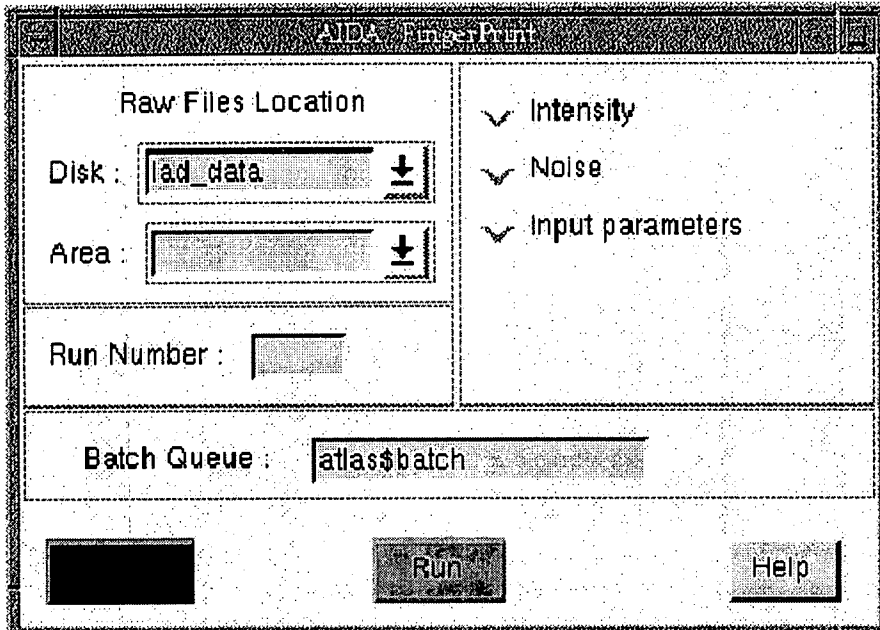 AIDA FingerPrint
Raw Files Location
Disk : lad_data
Area :
Run Number :
Intensity
Noise
Input parameters
Batch Queue : atlas$batch
Run
Help